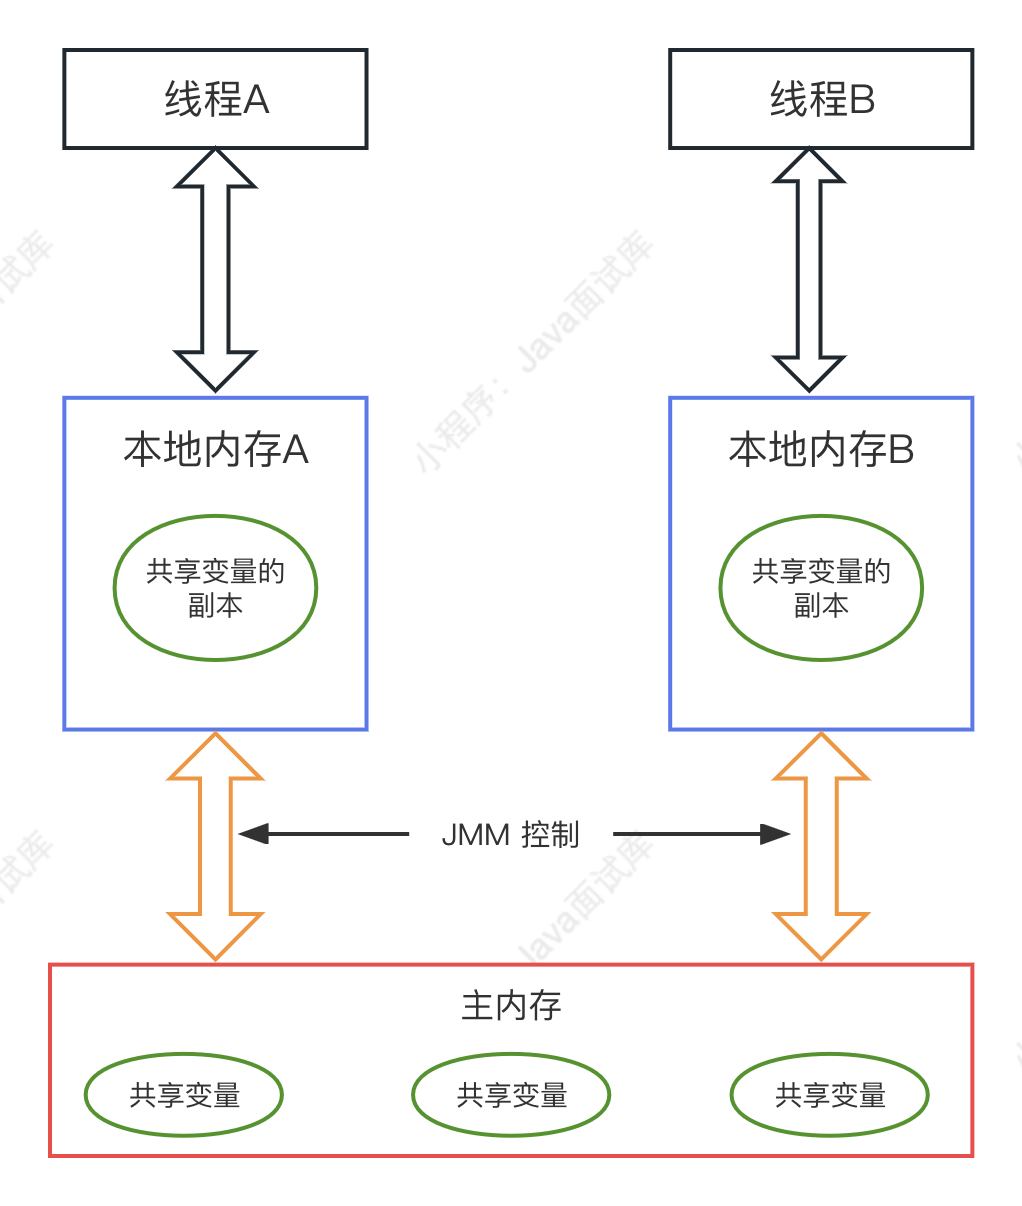 线程A
线程B
本地内存A
本地内存B
共享变量的
副本
共享变量的
副本
JMM 控制
主内存
共享变量
共享变量
共享变量
小程序：Java面试库
试库
Java面试库
试库